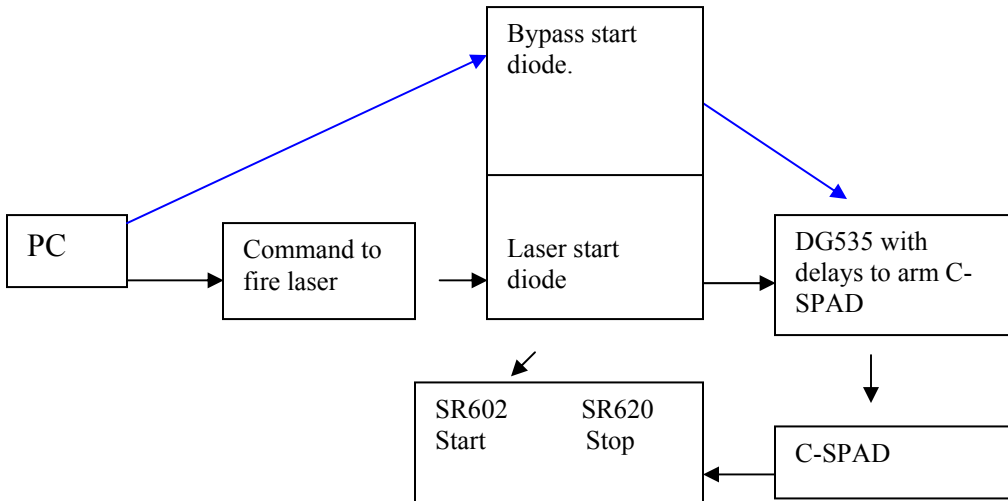 Bypass start
diode.
PC
Command to
fire laser
Laser start
diode
DG535 with
delays to arm C-
SPAD
SR602 SR620
Start Stop
C-SPAD